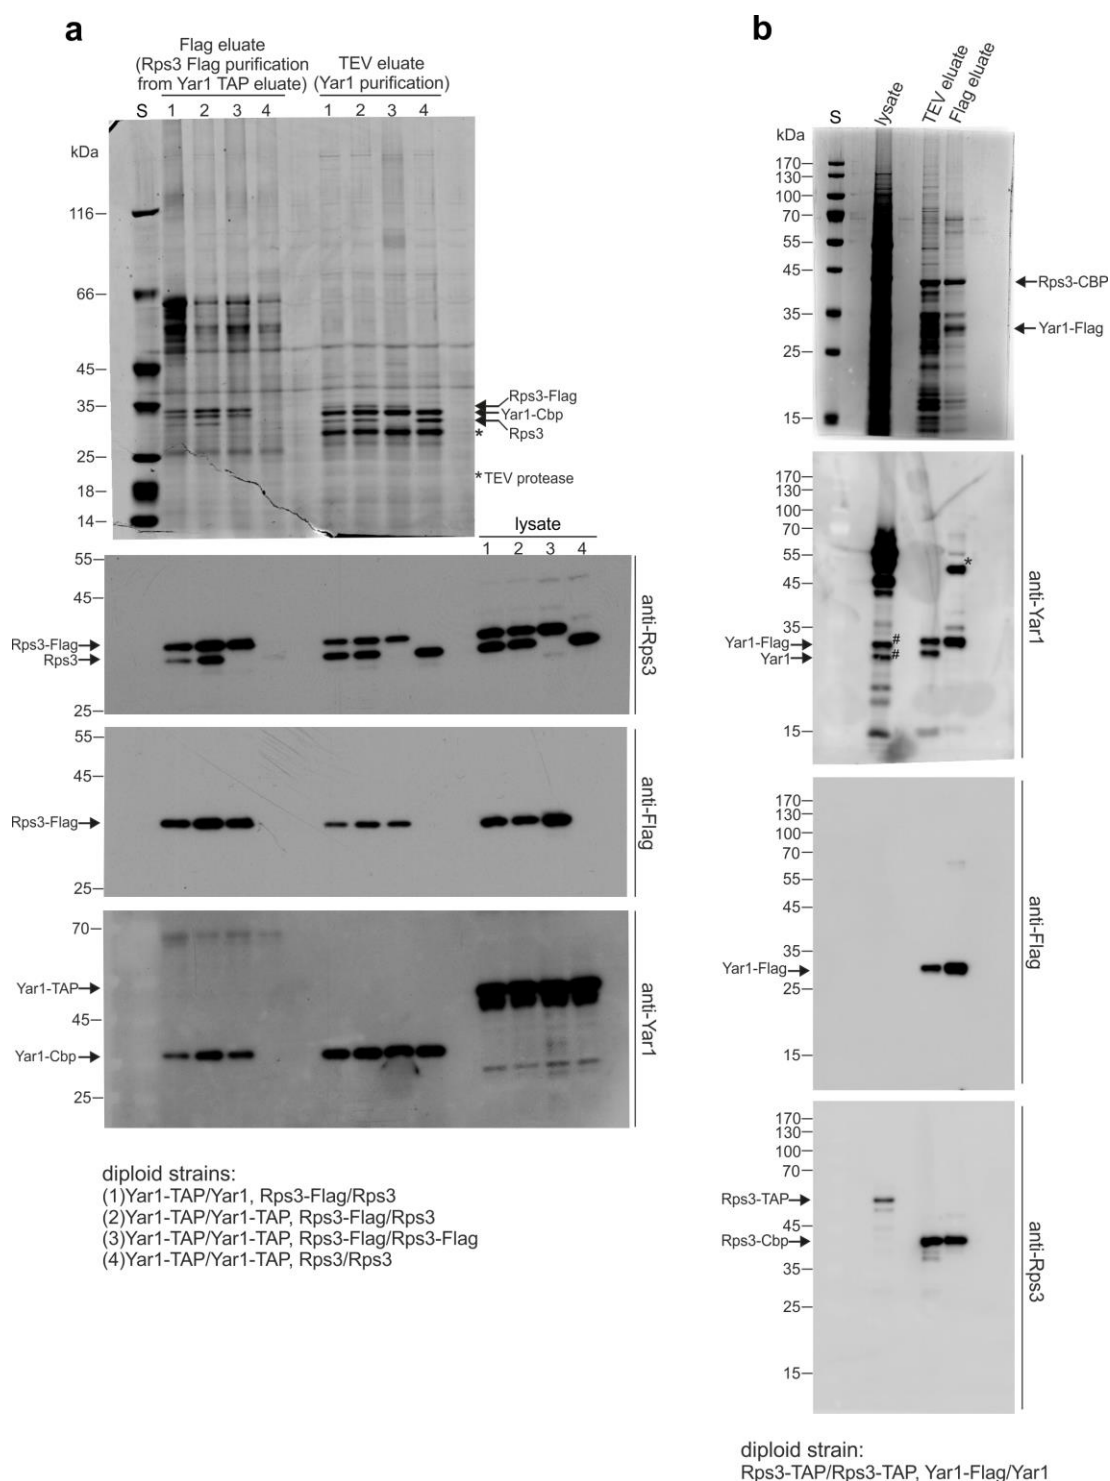 a
Flag eluate
(Rps3 Flag purification
from Yar1 TAP eluate)
TEV eluate
(Yar1 purification)
S 1 2 3 4 1 2 3 4
kDa
116
66
45
35
25
18
14
Rps3-Flag
Yar1-Cbp
Rps3
*
* TEV protease
lysate
1 2 3 4
55
45
Rps3-Flag
Rps3
25
anti-Rps3
55
45
Rps3-Flag
25
anti-Flag
70
Yar1-TAP
45
Yar1-Cbp
25
anti-Yar1
diploid strains:
(1)Yar1-TAP/Yar1, Rps3-Flag/Rps3
(2)Yar1-TAP/Yar1-TAP, Rps3-Flag/Rps3
(3)Yar1-TAP/Yar1-TAP, Rps3-Flag/Rps3-Flag
(4)Yar1-TAP/Yar1-TAP, Rps3/Rps3
b
S lysate TEV eluate Flag eluate
kDa
170
130
100
70
55
45
35
25
15
Rps3-CBP
Yar1-Flag
170
130
100
70
55
45
35
Yar1-Flag
Yar1
15
*
#
#
anti-Yar1
170
130
100
70
55
45
35
Yar1-Flag
25
15
anti-Flag
170
130
100
70
Rps3-TAP
45
Rps3-Cbp
35
25
15
anti-Rps3
diploid strain:
Rps3-TAP/Rps3-TAP, Yar1-Flag/Yar1